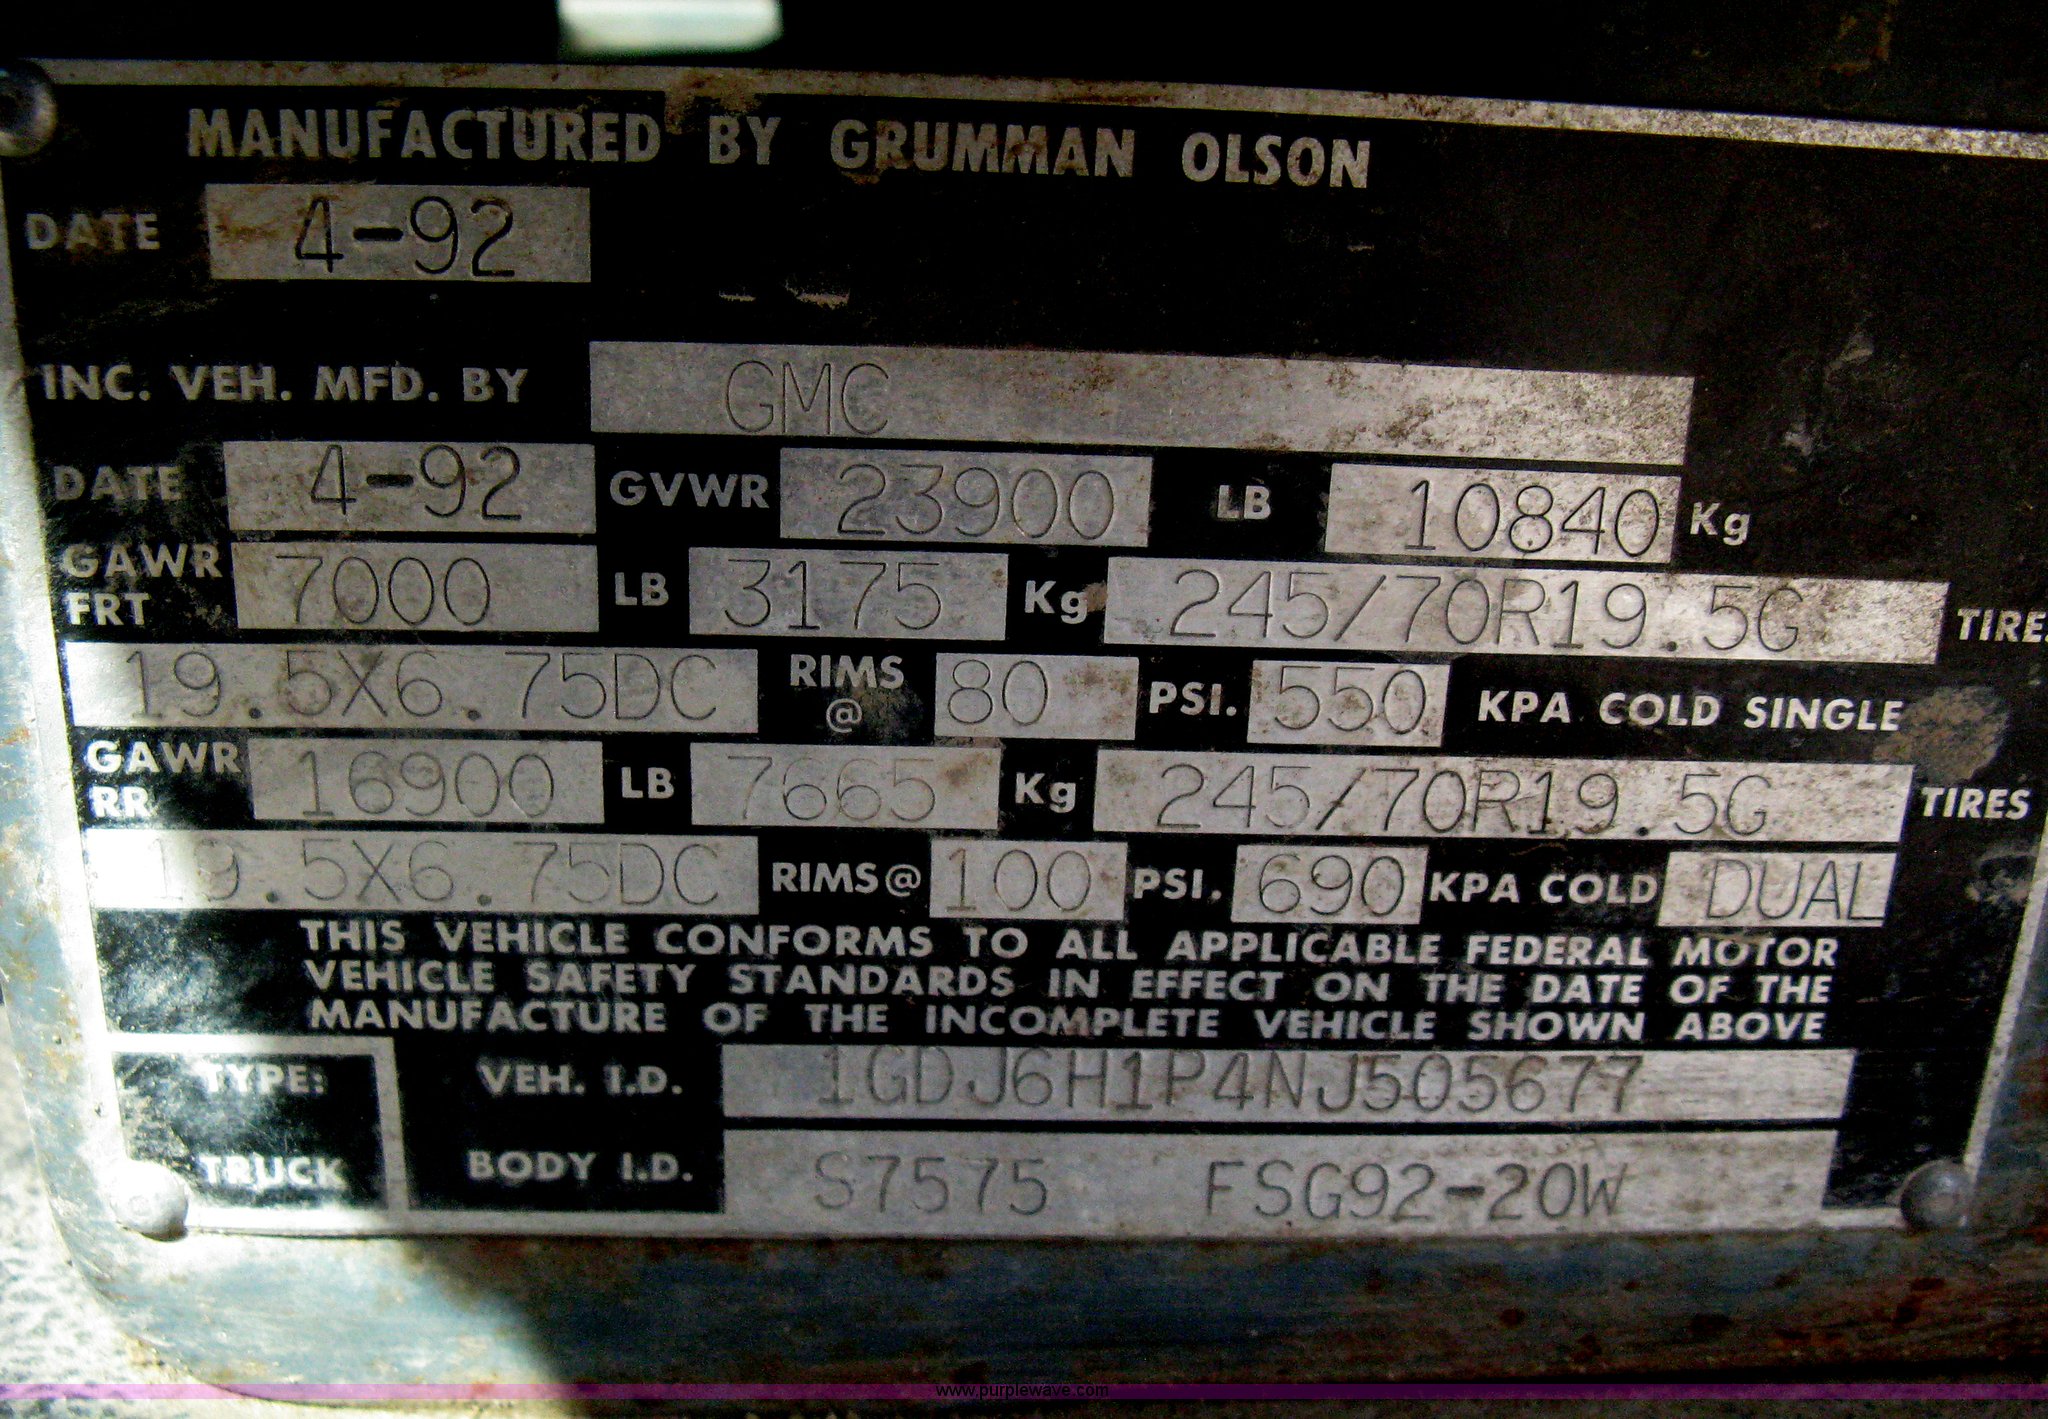 MANUFACTURED BY GRUMMAN OLSON
DATE 4-92
INC. VEH. MFD. BY GMC
DATE 4-92 GVWR 23900 LB 10840 Kg
GAWR FRT 7000 LB 3175 Kg 245/70R19.5G TIRE
19.5X6.75DC RIMS @ 80 PSI. 550 KPA COLD SINGLE
GAWR RR 16900 LB 7665 Kg 245/70R19.5G TIRES
19.5X6.75DC RIMS@ 100 PSI. 690 KPA COLD DUAL
THIS VEHICLE CONFORMS TO ALL APPLICABLE FEDERAL MOTOR
VEHICLE SAFETY STANDARDS IN EFFECT ON THE DATE OF THE
MANUFACTURE OF THE INCOMPLETE VEHICLE SHOWN ABOVE
TYPE: VEH. I.D. 1GDJ6H1P4NJ505677
TRUCK BODY I.D. S7575 FSG92-20W
www.purplewave.com